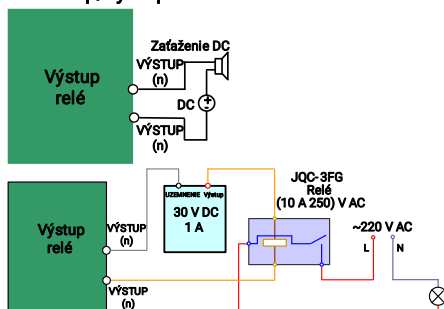 Zaťaženie DC
Výstup
relé
VÝSTUP
(n)
DC
VÝSTUP
(n)
JQC-3FG
Relé
(10 A 250) V AC
UZEMNENIE Výstup
30 V DC
1 A
Výstup
relé
VÝSTUP
(n)
~220 V AC
L N
VÝSTUP
(n)